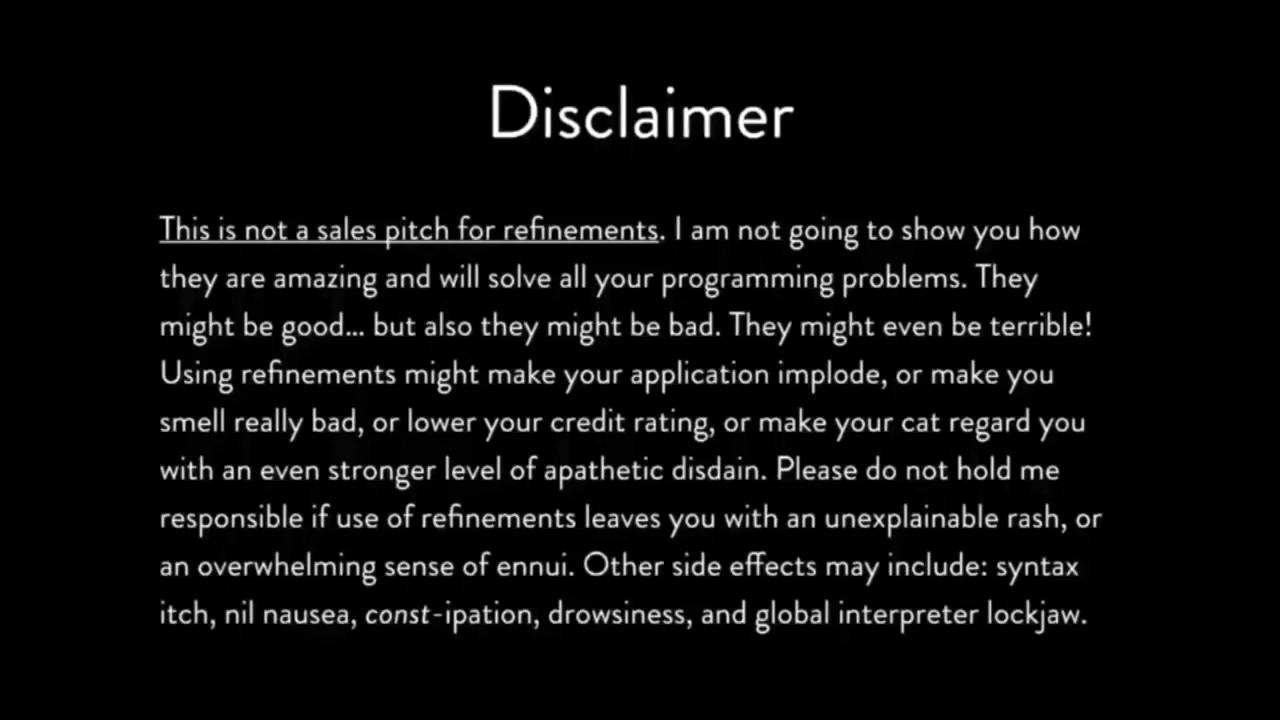 Disclaimer
This is not a sales pitch for refinements. I am not going to show you how
they are amazing and will solve all your programming problems. They
might be good... but also they might be bad. They might even be terrible!
Using refinements might make your application implode, or make you
smell really bad, or lower your credit rating, or make your cat regard you
with an even stronger level of apathetic disdain. Please do not hold me
responsible if use of refinements leaves you with an unexplainable rash, or
an overwhelming sense of ennui. Other side effects may include: syntax
itch, nil nausea, const-ipation, drowsiness, and global interpreter lockjaw.